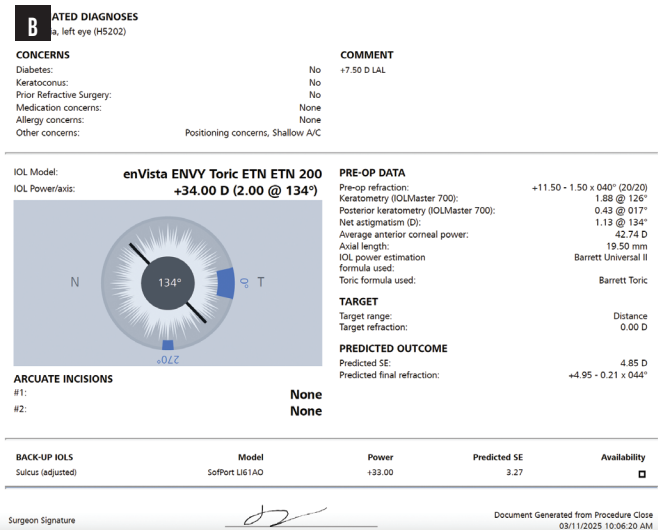 B
ATED DIAGNOSES
a, left eye (H5202)
CONCERNS
Diabetes: No
Keratoconus: No
Prior Refractive Surgery: No
Medication concerns: None
Allergy concerns: None
Other concerns: Positioning concerns, Shallow A/C
COMMENT
+7.50 D LAL
IOL Model: enVista ENVY Toric ETN ETN 200
IOL Power/axis: +34.00 D (2.00 @ 134°)
N
134°
0°
T
270°
ARCUATE INCISIONS
#1: None
#2: None
PRE-OP DATA
Pre-op refraction: +11.50 - 1.50 x 040° (20/20)
Keratometry (IOLMaster 700): 1.88 @ 126°
Posterior keratometry (IOLMaster 700): 0.43 @ 017°
Net astigmatism (D): 1.13 @ 134°
Average anterior corneal power: 42.74 D
Axial length: 19.50 mm
IOL power estimation Barrett Universal II
formula used:
Toric formula used: Barrett Toric
TARGET
Target range: Distance
Target refraction: 0.00 D
PREDICTED OUTCOME
Predicted SE: 4.85 D
Predicted final refraction: +4.95 - 0.21 x 044°
BACK-UP IOLS Model Power Predicted SE Availability
Sulcus (adjusted) SofPort LI61AO +33.00 3.27
Surgeon Signature
Document Generated from Procedure Close
03/11/2025 10:06:20 AM